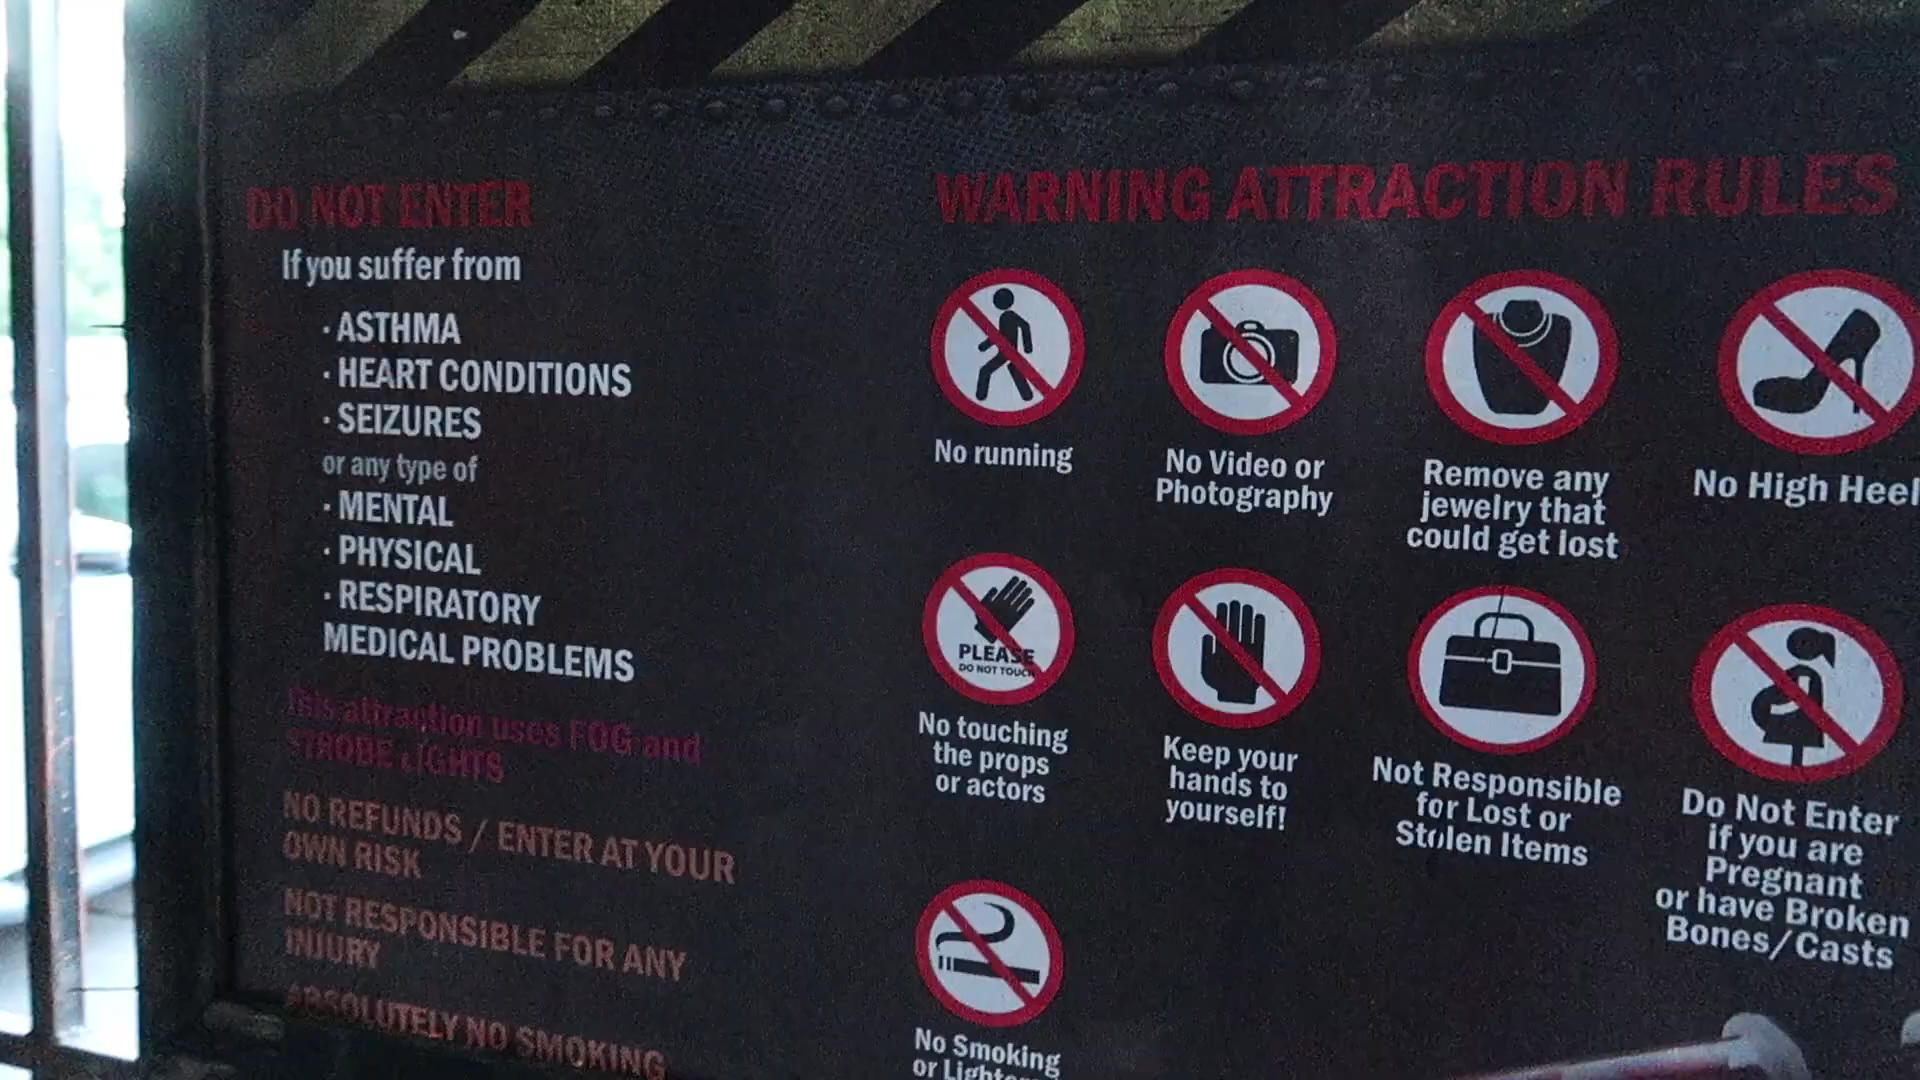 DO NOT ENTER
If you suffer from
· ASTHMA
· HEART CONDITIONS
· SEIZURES
or any type of
· MENTAL
· PHYSICAL
· RESPIRATORY
MEDICAL PROBLEMS
This attraction uses FOG and
STROBE LIGHTS
NO REFUNDS / ENTER AT YOUR
OWN RISK
NOT RESPONSIBLE FOR ANY
INJURY
ABSOLUTELY NO SMOKING
WARNING ATTRACTION RULES
No running
No Video or
Photography
Remove any
jewelry that
could get lost
No High Heel
PLEASE
DO NOT TOUCH
No touching
the props
or actors
Keep your
hands to
yourself!
Not Responsible
for Lost or
Stolen Items
Do Not Enter
if you are
Pregnant
or have Broken
Bones/Casts
No Smoking
or